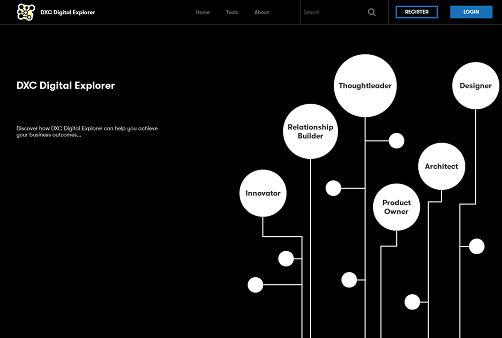 DXC Digital Explorer
Home
Tools
About
Search
REGISTER
LOGIN
DXC Digital Explorer
Discover how DXC Digital Explorer can help you achieve
your business outcomes...
Thoughtleader
Designer
Relationship
Builder
Architect
Innovator
Product
Owner